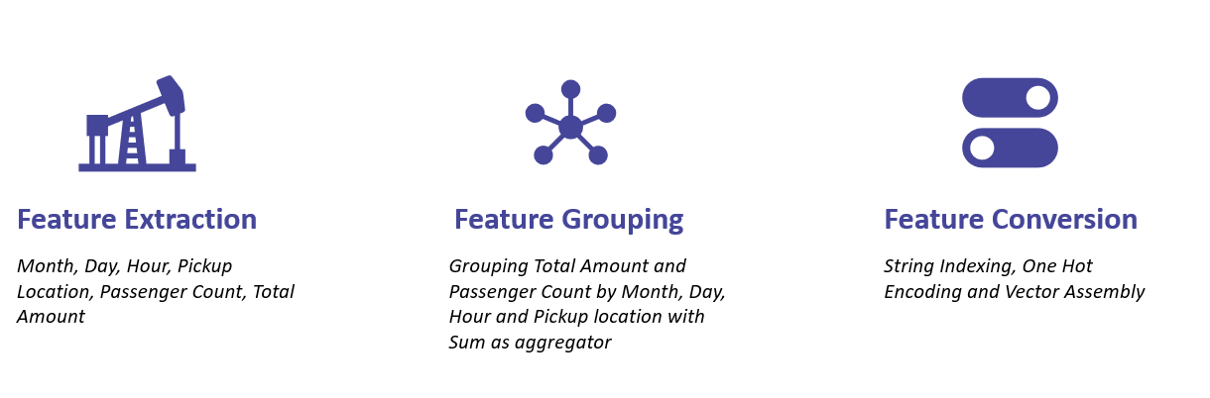 Feature Extraction
Month, Day, Hour, Pickup
Location, Passenger Count, Total
Amount
Feature Grouping
Grouping Total Amount and
Passenger Count by Month, Day,
Hour and Pickup location with
Sum as aggregator
Feature Conversion
String Indexing, One Hot
Encoding and Vector Assembly